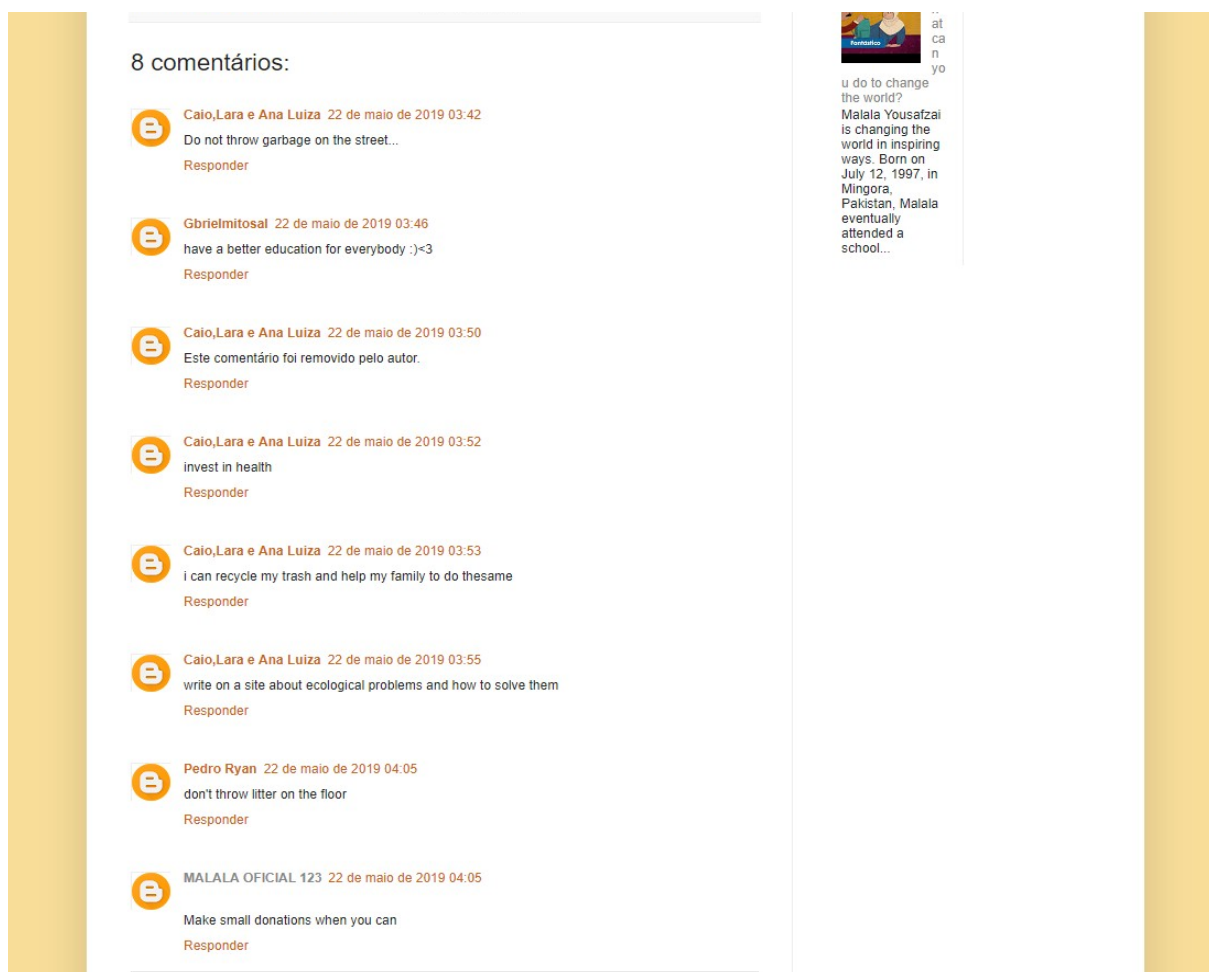 8 comentários:
Caio,Lara e Ana Luiza 22 de maio de 2019 03:42
Do not throw garbage on the street...
Responder
Gbrielmitosal 22 de maio de 2019 03:46
have a better education for everybody :)<3
Responder
Caio,Lara e Ana Luiza 22 de maio de 2019 03:50
Este comentário foi removido pelo autor.
Responder
Caio,Lara e Ana Luiza 22 de maio de 2019 03:52
invest in health
Responder
Caio,Lara e Ana Luiza 22 de maio de 2019 03:53
i can recycle my trash and help my family to do thesame
Responder
Caio,Lara e Ana Luiza 22 de maio de 2019 03:55
write on a site about ecological problems and how to solve them
Responder
Pedro Ryan 22 de maio de 2019 04:05
don't throw litter on the floor
Responder
MALALA OFICIAL 123 22 de maio de 2019 04:05
Make small donations when you can
Responder
Fantástico
at
ca
n
yo
u do to change
the world?
Malala Yousafzai
is changing the
world in inspiring
ways. Born on
July 12, 1997, in
Mingora,
Pakistan, Malala
eventually
attended a
school...